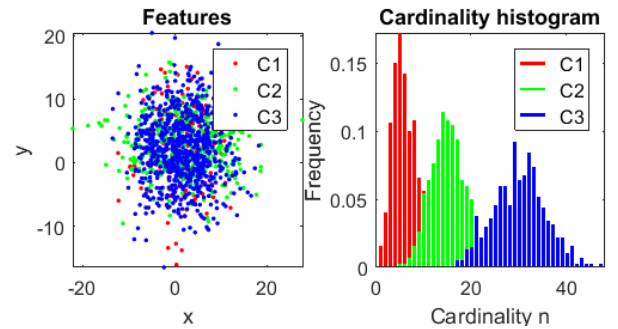 Features
20
10
0
-10
y
-20
0
20
x
C1
C2
C3
Cardinality histogram
0.15
0.1
0.05
0
Frequency
0
20
40
Cardinality n
C1
C2
C3